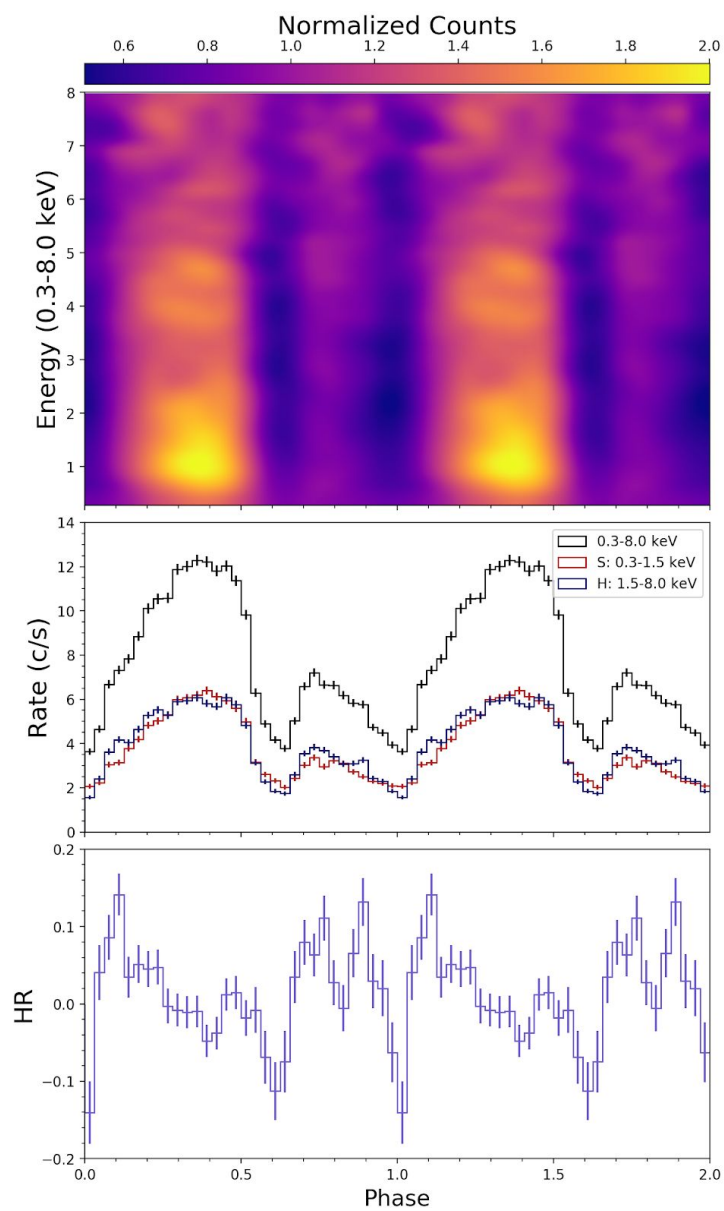 Normalized Counts
0.6 0.8 1.0 1.2 1.4 1.6 1.8 2.0
Energy (0.3-8.0 keV)
8
7
6
5
4
3
2
1
Rate (c/s)
14
12
10
8
6
4
2
0
0.3-8.0 keV
S: 0.3-1.5 keV
H: 1.5-8.0 keV
HR
0.2
0.1
0.0
−0.1
−0.2
0.0 0.5 1.0 1.5 2.0
Phase